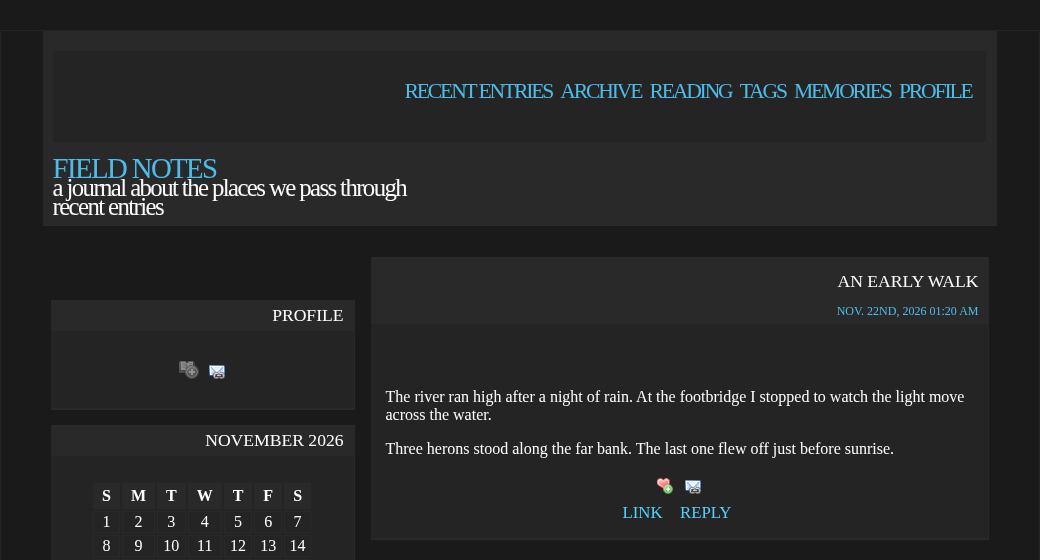 RECENT ENTRIES ARCHIVE READING TAGS MEMORIES PROFILE
FIELD NOTES
a journal about the places we pass through
recent entries
PROFILE
NOVEMBER 2026
S M T W T F S
1 2 3 4 5 6 7
8 9 10 11 12 13 14
AN EARLY WALK
NOV. 22ND, 2026 01:20 AM
The river ran high after a night of rain. At the footbridge I stopped to watch the light move
across the water.
Three herons stood along the far bank. The last one flew off just before sunrise.
LINK REPLY